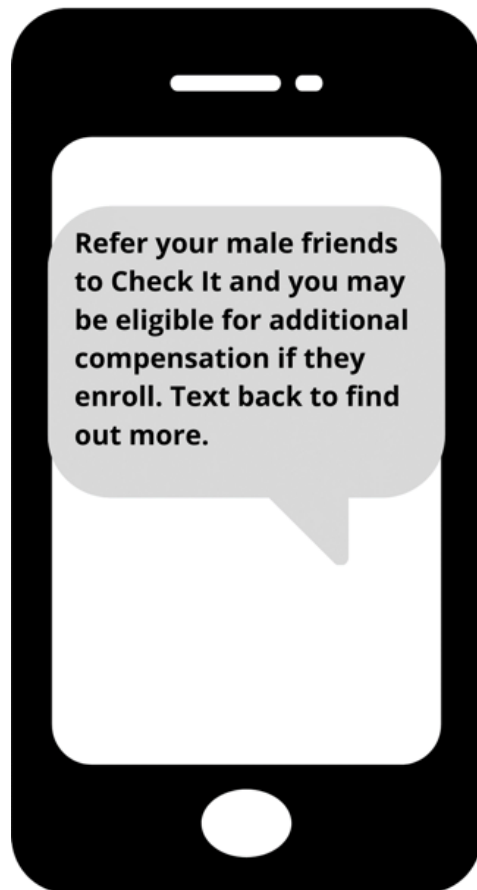 Refer your male friends
to Check It and you may
be eligible for additional
compensation if they
enroll. Text back to find
out more.